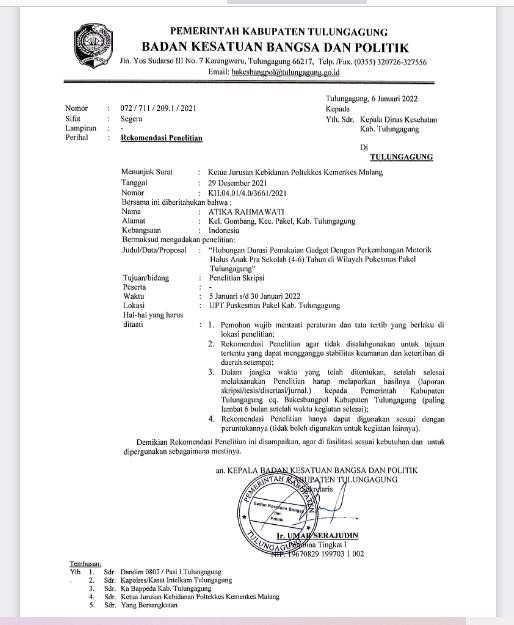 PEMERINTAH KABUPATEN TULUNGAGUNG
BADAN KESATUAN BANGSA DAN POLITIK
Jln. Yos Sudarso III No. 7 Karangwaru, Tulungagung 66217, Telp. /Fax. (0355) 320726-327556
Email: bakesbangpol@tulungagung.go.id
Tulungagung, 6 Januari 2022
Nomor : 072 / 711 / 209.1 / 2021
Kepada
Sifat : Segera
Yth. Sdr. Kepala Dinas Kesehatan
Lampiran : -
Kab. Tulungagung
Perihal : Rekomendasi Penelitian
Di
TULUNGAGUNG
Menunjuk Surat : Ketua Jurusan Kebidanan Poltekkes Kemenkes Malang
Tanggal : 29 Desember 2021
Nomor : KH.04.01/4.0/3661/2021
Bersama ini diberitahukan bahwa :
Nama : ATIKA RAHMAWATI
Alamat : Kel. Gombang, Kec. Pakel, Kab. Tulungagung
Kebangsaan : Indonesia
Bermaksud mengadakan penelitian:
Judul/Data/Proposal : “Hubungan Durasi Pemakaian Gadget Dengan Perkembangan Motorik
Halus Anak Pra Sekolah (4-6) Tahun di Wilayah Pukesmas Pakel
Tulungagung”
Tujuan/bidang : Penelitian Skripsi
Peserta : -
Waktu : 5 Januari s/d 30 Januari 2022
Lokasi : UPT Puskesmas Pakel Kab. Tulungagung
Hal-hal yang harus
ditaati : 1. Pemohon wajib mentaati peraturan dan tata tertib yang berlaku di
lokasi penelitian;
2. Rekomendasi Penelitian agar tidak disalahgunakan untuk tujuan
tertentu yang dapat mengganggu stabilitas keamanan dan ketertiban di
daerah setempat;
3. Dalam jangka waktu yang telah ditentukan, setelah selesai
melaksanakan Penelitian harap melaporkan hasilnya (laporan
skripsi/tesis/disertasi/jurnal.) kepada Pemerintah Kabupaten
Tulungagung cq. Bakesbangpol Kabupaten Tulungagung (paling
lambat 6 bulan setelah waktu kegiatan selesai);
4. Rekomendasi Penelitian hanya dapat digunakan sesuai dengan
peruntukannya (tidak boleh digunakan untuk kegiatan lainnya).
Demikian Rekomendasi Penelitian ini disampaikan, agar di fasilitasi sesuai kebutuhan dan untuk
dipergunakan sebagaimana mestinya.
an. KEPALA BADAN KESATUAN BANGSA DAN POLITIK
KABUPATEN TULUNGAGUNG
PEMERINTAH KABUPATEN
Badan Kesatuan Bangsa
dan
Politik
TULUNGAGUNG
Ir. UMAR SERAJUDIN
Pembina Tingkat I
NIP. 19670829 199703 1 002
Tembusan:
Yth 1. Sdr Dandim 0807 / Pasi I Tulungagung
2. Sdr. Kapolres/Kasat Intelkam Tulungagung
3. Sdr. Ka Bappeda Kab. Tulungagung
4. Sdr. Ketua Jurusan Kebidanan Poltekkes Kemenkes Malang
5. Sdr. Yang Bersangkutan